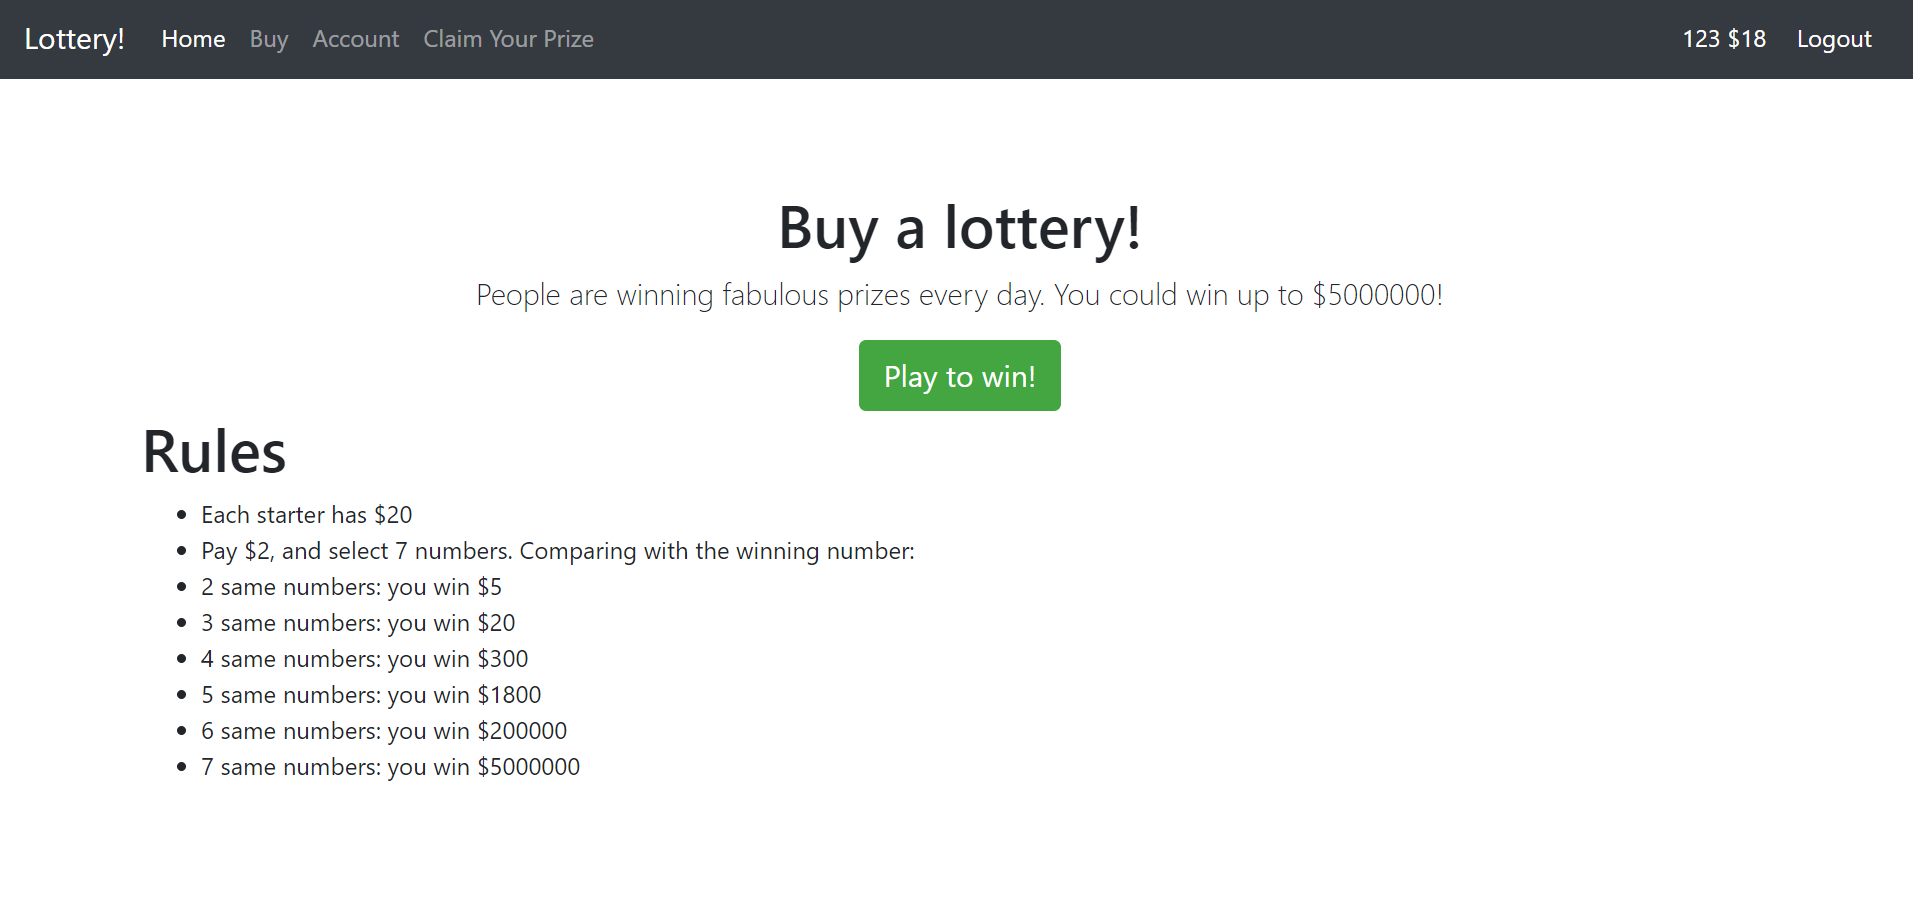 Lottery! Home Buy Account Claim Your Prize 123 $18 Logout
Buy a lottery!
People are winning fabulous prizes every day. You could win up to $5000000!
Play to win!
Rules
Each starter has $20
Pay $2, and select 7 numbers. Comparing with the winning number:
2 same numbers: you win $5
3 same numbers: you win $20
4 same numbers: you win $300
5 same numbers: you win $1800
6 same numbers: you win $200000
7 same numbers: you win $5000000